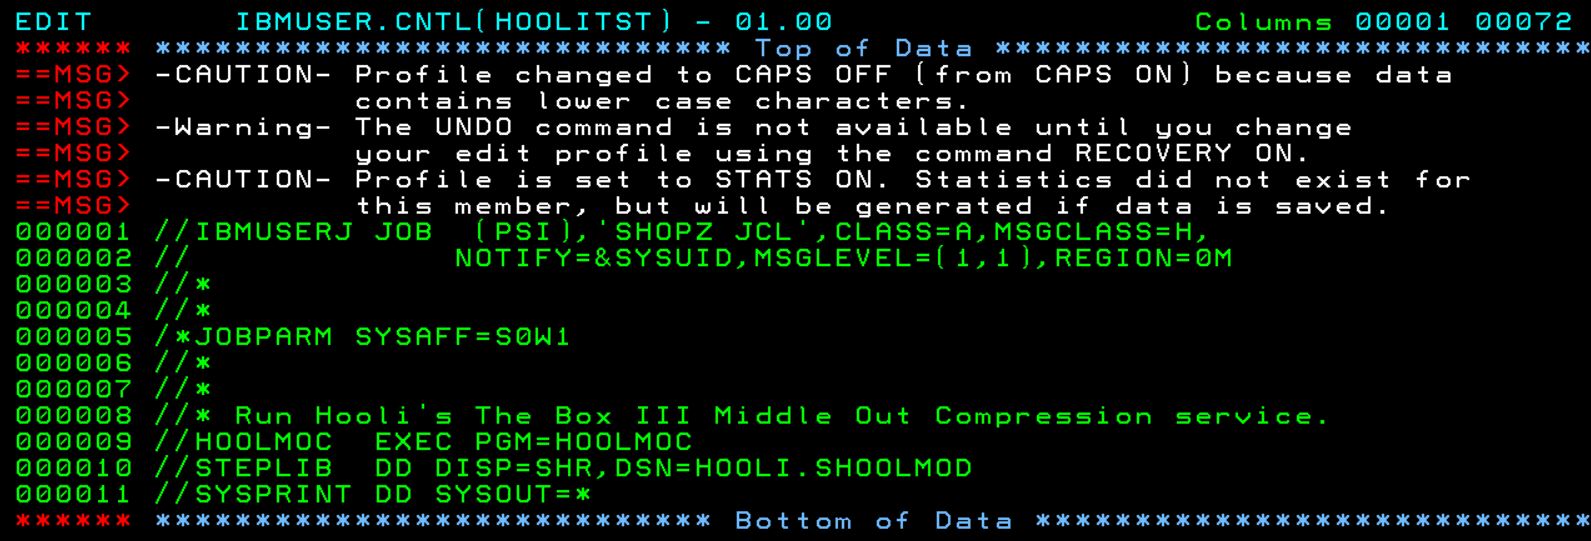 EDIT       IBMUSER.CNTL(HOOLITST) - 01.00                  Columns 00001 00072
****** ***************************** Top of Data ******************************
==MSG> -CAUTION- Profile changed to CAPS OFF (from CAPS ON) because data
==MSG>           contains lower case characters.
==MSG> -Warning- The UNDO command is not available until you change
==MSG>           your edit profile using the command RECOVERY ON.
==MSG> -CAUTION- Profile is set to STATS ON. Statistics did not exist for
==MSG>           this member, but will be generated if data is saved.
000001 //IBMUSERJ JOB  (PSI),'SHOPZ JCL',CLASS=A,MSGCLASS=H,
000002 //             NOTIFY=&SYSUID,MSGLEVEL=(1,1),REGION=0M
000003 //*
000004 //*
000005 /*JOBPARM SYSAFF=S0W1
000006 //*
000007 //*
000008 //* Run Hooli's The Box III Middle Out Compression service.
000009 //HOOLMOC  EXEC PGM=HOOLMOC
000010 //STEPLIB  DD DISP=SHR,DSN=HOOLI.SHOOLMOD
000011 //SYSPRINT DD SYSOUT=*
****** **************************** Bottom of Data ****************************